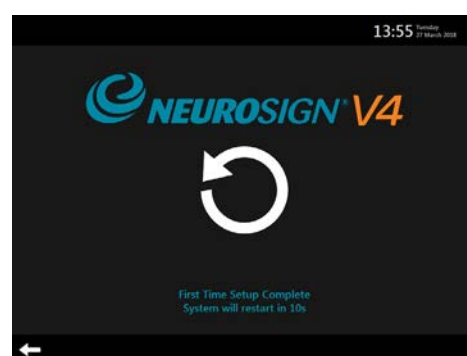 13:55 Tuesday
27 March 2018
NEUROSIGN® V4
First Time Setup Complete
System will restart in 10s